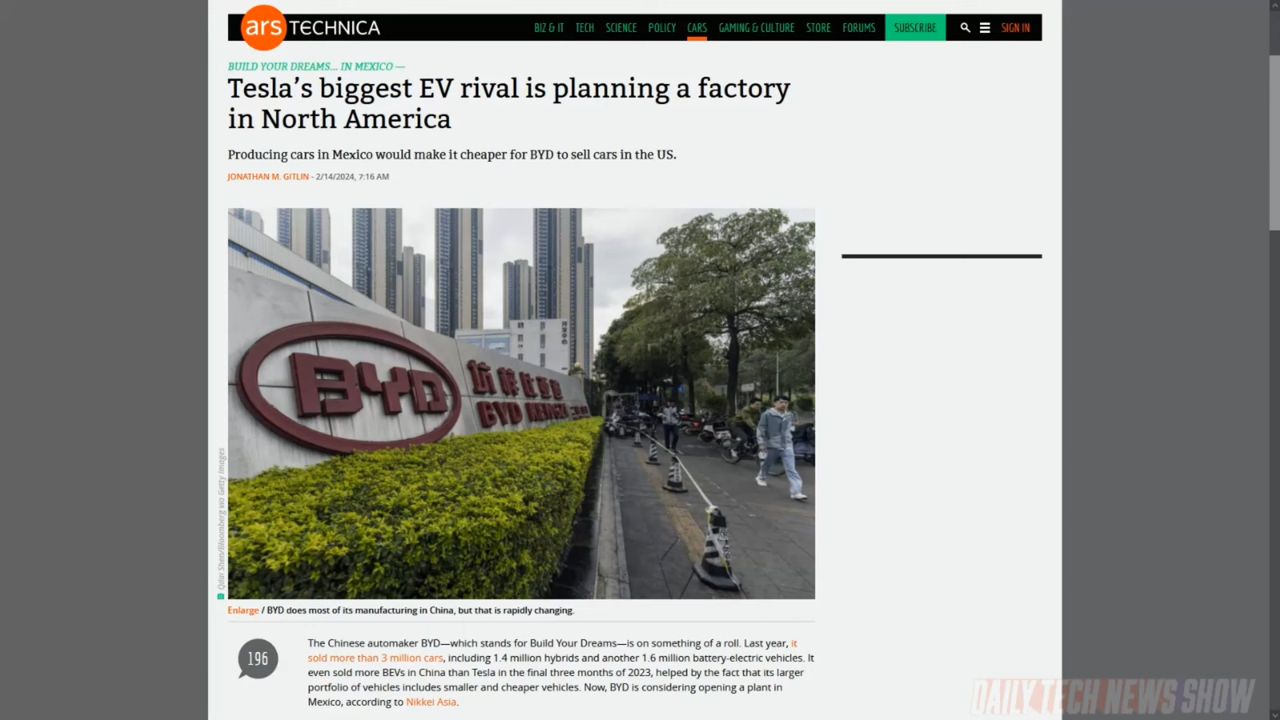 ars TECHNICA
BIZ & IT TECH SCIENCE POLICY CARS GAMING & CULTURE STORE FORUMS SUBSCRIBE SIGN IN
BUILD YOUR DREAMS... IN MEXICO —
Tesla’s biggest EV rival is planning a factory
in North America
Producing cars in Mexico would make it cheaper for BYD to sell cars in the US.
JONATHAN M. GITLIN - 2/14/2024, 7:16 AM
BYD
BYD
Qilai Shen/Bloomberg via Getty Images
Enlarge / BYD does most of its manufacturing in China, but that is rapidly changing.
196
The Chinese automaker BYD—which stands for Build Your Dreams—is on something of a roll. Last year, it
sold more than 3 million cars, including 1.4 million hybrids and another 1.6 million battery-electric vehicles. It
even sold more BEVs in China than Tesla in the final three months of 2023, helped by the fact that its larger
portfolio of vehicles includes smaller and cheaper vehicles. Now, BYD is considering opening a plant in
Mexico, according to Nikkei Asia.
DAILY TECH NEWS SHOW